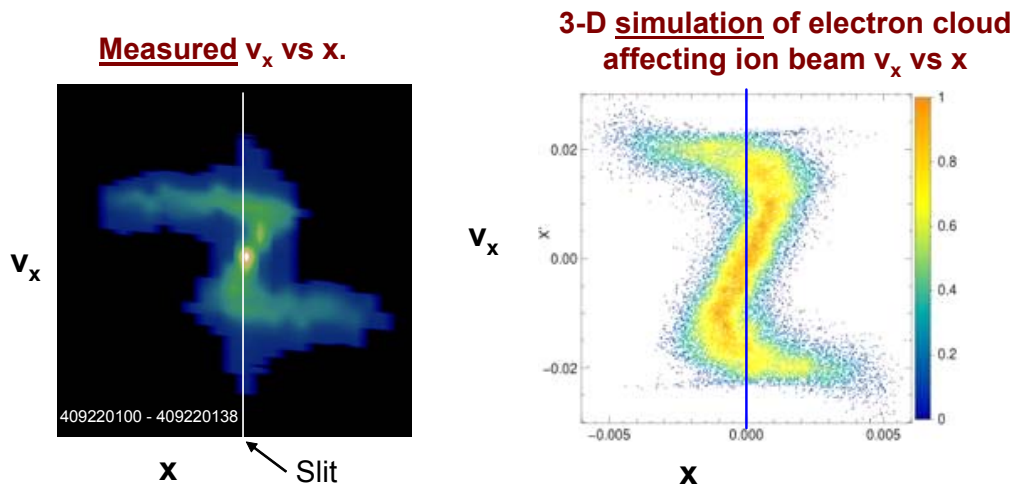 Measured vx vs x.
vx
409220100 - 409220138
x
Slit
3-D simulation of electron cloud
affecting ion beam vx vs x
vx
x'
0.02
0.00
−0.02
−0.005
0.000
0.005
x
1
0.8
0.6
0.4
0.2
0